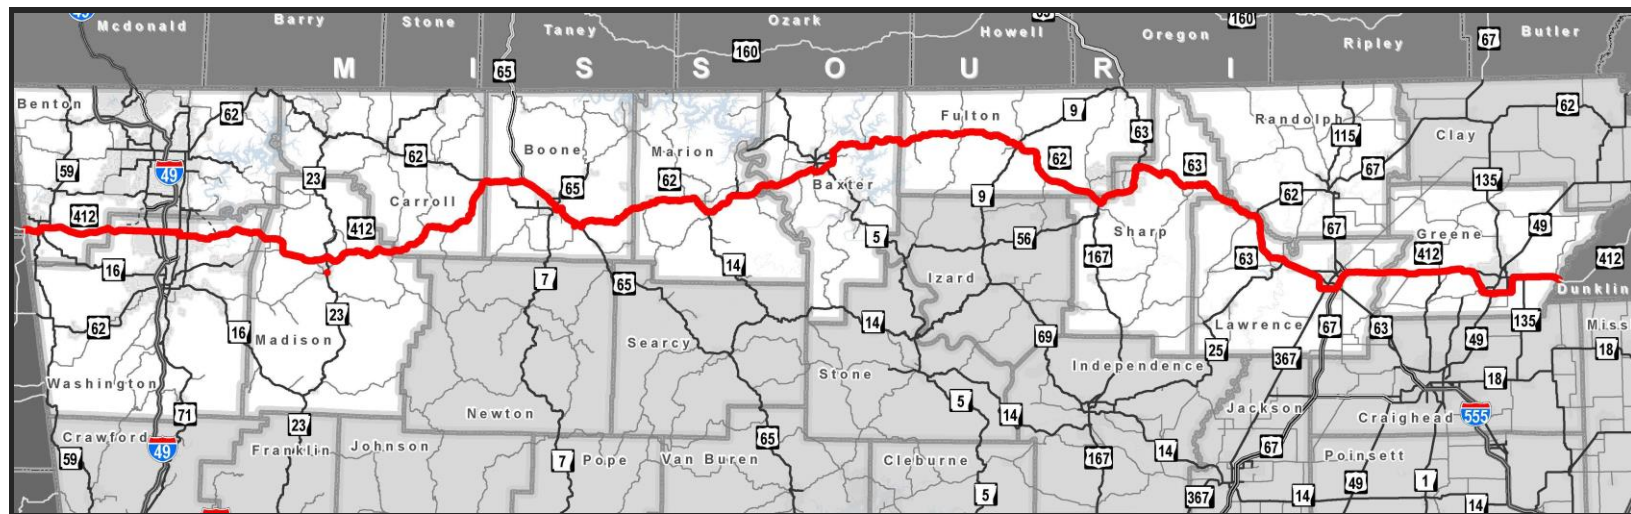 49
Mcdonald
Barry
Stone
Taney
Ozark
Howell
Oregon
160
Ripley
67
Butler
160
65
MISSOURI
Benton
62
59
49
412
16
62
Washington
71
Crawford
59
49
23
62
Carroll
412
16
23
Madison
23
Franklin
Johnson
Boone
65
Marion
62
7
65
14
Newton
Searcy
7
Pope
Van Buren
65
Baxter
5
14
Stone
5
14
Cleburne
5
Fulton
9
62
9
56
Izard
69
63
63
Sharp
167
Independence
167
14
Randolph
115
67
62
67
63
Lawrence
25
67
367
63
Jackson
67
367
14
Clay
62
135
49
Greene
412
412
Dunklin
135
49
Miss
18
18
Craighead
555
Poinsett
49
1
14